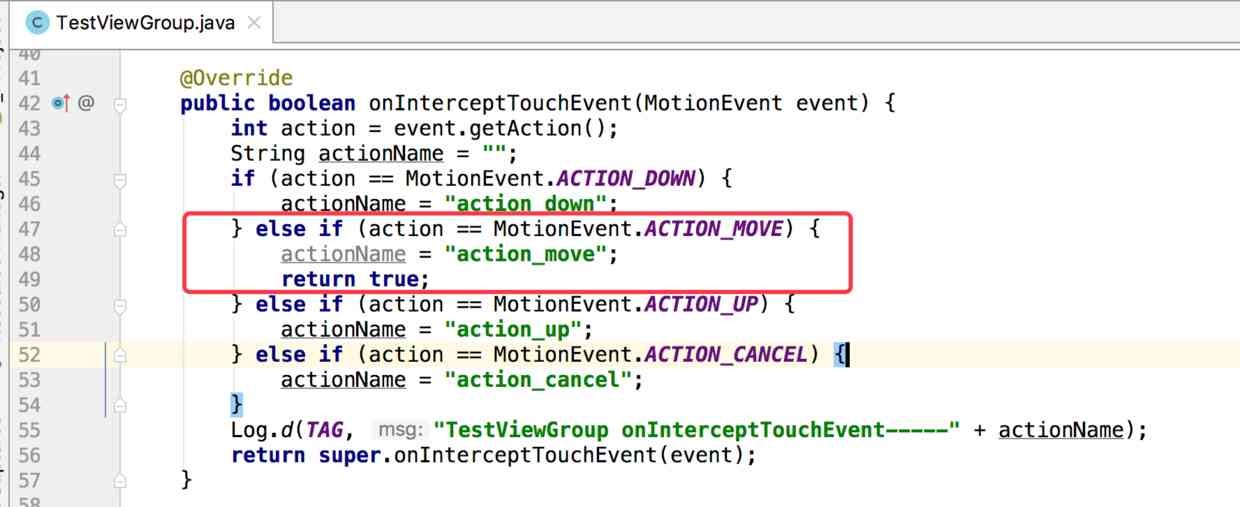 TestViewGroup.java
40
41 @Override
42 @ public boolean onInterceptTouchEvent(MotionEvent event) {
43 int action = event.getAction();
44 String actionName = "";
45 if (action == MotionEvent.ACTION_DOWN) {
46 actionName = "action_down";
47 } else if (action == MotionEvent.ACTION_MOVE) {
48 actionName = "action_move";
49 return true;
50 } else if (action == MotionEvent.ACTION_UP) {
51 actionName = "action_up";
52 } else if (action == MotionEvent.ACTION_CANCEL) {
53 actionName = "action_cancel";
54 }
55 Log.d(TAG, msg: "TestViewGroup onInterceptTouchEvent-----" + actionName);
56 return super.onInterceptTouchEvent(event);
57 }
58